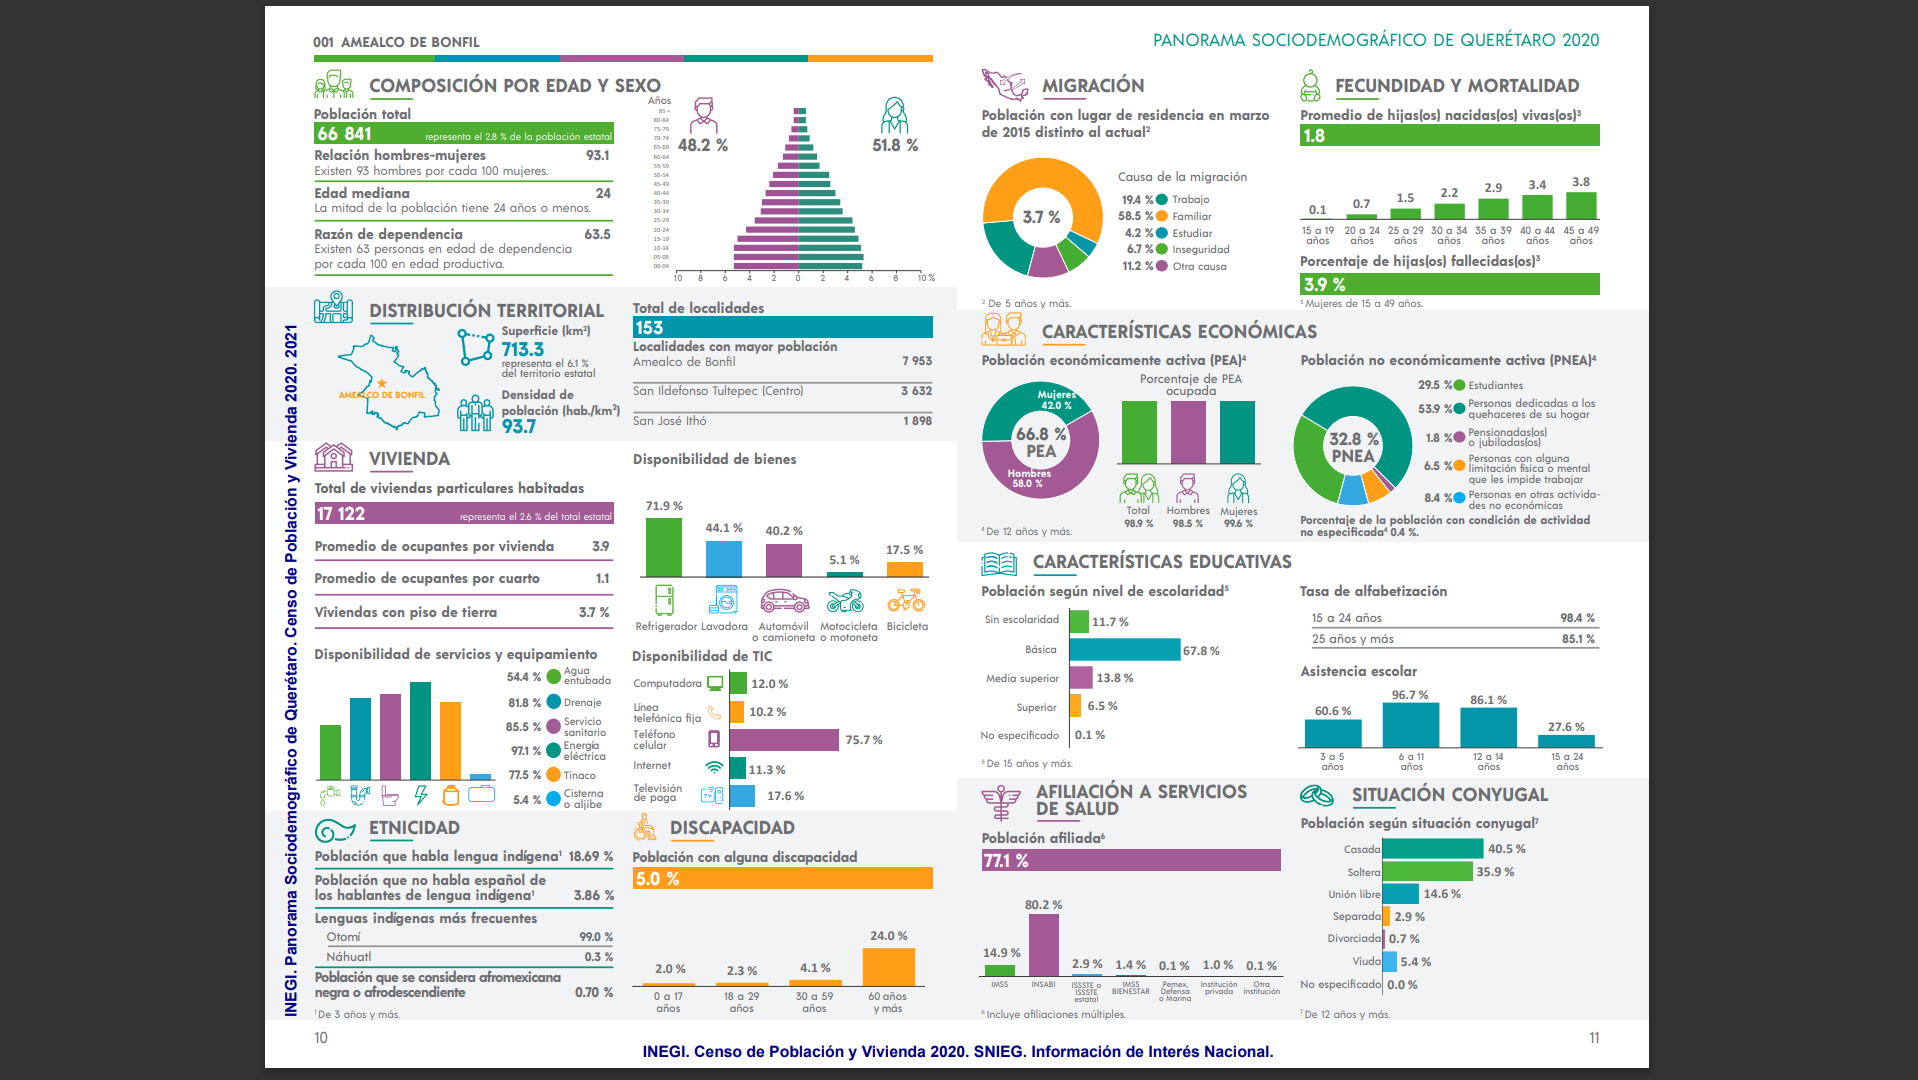 001 AMEALCO DE BONFIL
COMPOSICIÓN POR EDAD Y SEXO
Población total
66 841 representa el 2.8 % de la población estatal
Relación hombres-mujeres 93.1
Existen 93 hombres por cada 100 mujeres.
Edad mediana 24
La mitad de la población tiene 24 años o menos.
Razón de dependencia 63.5
Existen 63 personas en edad de dependencia
por cada 100 en edad productiva.
Años
85 +
80-84
75-79
70-74
65-69
60-64
55-59
50-54
45-49
40-44
35-39
30-34
25-29
20-24
15-19
10-14
05-09
00-04
48.2 %
51.8 %
10 8 6 4 2 0 2 4 6 8 10 %
DISTRIBUCIÓN TERRITORIAL
AMEALCO DE BONFIL
Superficie (km²)
713.3
representa el 6.1 %
del territorio estatal
Densidad de
población (hab./km²)
93.7
Total de localidades
153
Localidades con mayor población
Amealco de Bonfil 7 953
San Ildefonso Tultepec (Centro) 3 632
San José Ithó 1 898
VIVIENDA
Total de viviendas particulares habitadas
17 122 representa el 2.6 % del total estatal
Promedio de ocupantes por vivienda 3.9
Promedio de ocupantes por cuarto 1.1
Viviendas con piso de tierra 3.7 %
Disponibilidad de servicios y equipamiento
54.4 % Agua
entubada
81.8 % Drenaje
85.5 % Servicio
sanitario
97.1 % Energía
eléctrica
77.5 % Tinaco
5.4 % Cisterna
o aljibe
Disponibilidad de bienes
71.9 %
44.1 %
40.2 %
5.1 %
17.5 %
Refrigerador Lavadora Automóvil Motocicleta Bicicleta
o camioneta o motoneta
Disponibilidad de TIC
Computadora 12.0 %
Línea
telefónica fija 10.2 %
Teléfono
celular 75.7 %
Internet 11.3 %
Televisión
de paga TV 17.6 %
ETNICIDAD
Población que habla lengua indígena¹ 18.69 %
Población que no habla español de
los hablantes de lengua indígena¹ 3.86 %
Lenguas indígenas más frecuentes
Otomí 99.0 %
Náhuatl 0.3 %
Población que se considera afromexicana
negra o afrodescendiente 0.70 %
¹ De 3 años y más.
DISCAPACIDAD
Población con alguna discapacidad
5.0 %
2.0 %
2.3 %
4.1 %
24.0 %
0 a 17 18 a 29 30 a 59 60 años
años años años y más
10
INEGI. Panorama Sociodemográfico de Querétaro. Censo de Población y Vivienda 2020. 2021
PANORAMA SOCIODEMOGRÁFICO DE QUERÉTARO 2020
MIGRACIÓN
Población con lugar de residencia en marzo
de 2015 distinto al actual²
3.7 %
Causa de la migración
19.4 % Trabajo
58.5 % Familiar
4.2 % Estudiar
6.7 % Inseguridad
11.2 % Otra causa
² De 5 años y más.
FECUNDIDAD Y MORTALIDAD
Promedio de hijas(os) nacidas(os) vivas(os)³
1.8
0.1 0.7 1.5 2.2 2.9 3.4 3.8
15 a 19 20 a 24 25 a 29 30 a 34 35 a 39 40 a 44 45 a 49
años años años años años años años
Porcentaje de hijas(os) fallecidas(os)³
3.9 %
³ Mujeres de 15 a 49 años.
CARACTERÍSTICAS ECONÓMICAS
Población económicamente activa (PEA)⁴
Mujeres
42.0 %
66.8 %
PEA
Hombres
58.0 %
Porcentaje de PEA
ocupada
Total Hombres Mujeres
98.9 % 98.5 % 99.6 %
⁴ De 12 años y más.
Población no económicamente activa (PNEA)⁴
32.8 %
PNEA
29.5 % Estudiantes
53.9 % Personas dedicadas a los
quehaceres de su hogar
1.8 % Pensionadas(os)
o jubiladas(os)
6.5 % Personas con alguna
limitación física o mental
que les impide trabajar
8.4 % Personas en otras activida-
des no económicas
Porcentaje de la población con condición de actividad
no especificada⁴ 0.4 %.
CARACTERÍSTICAS EDUCATIVAS
Población según nivel de escolaridad⁵
Sin escolaridad 11.7 %
Básica 67.8 %
Media superior 13.8 %
Superior 6.5 %
No especificado 0.1 %
⁵ De 15 años y más.
Tasa de alfabetización
15 a 24 años 98.4 %
25 años y más 85.1 %
Asistencia escolar
60.6 % 96.7 % 86.1 % 27.6 %
3 a 5 6 a 11 12 a 14 15 a 24
años años años años
AFILIACIÓN A SERVICIOS
DE SALUD
Población afiliada⁶
77.1 %
14.9 % 80.2 % 2.9 % 1.4 % 0.1 % 1.0 % 0.1 %
IMSS
INSABI
ISSSTE o
ISSSTE
estatal
IMSS
BIENESTAR
Pemex,
Defensa
o Marina
Institución
privada
Otra
institución
⁶ Incluye afiliaciones múltiples.
SITUACIÓN CONYUGAL
Población según situación conyugal⁷
Casada 40.5 %
Soltera 35.9 %
Unión libre 14.6 %
Separada 2.9 %
Divorciada 0.7 %
Viuda 5.4 %
No especificado 0.0 %
⁷ De 12 años y más.
11
INEGI. Censo de Población y Vivienda 2020. SNIEG. Información de Interés Nacional.